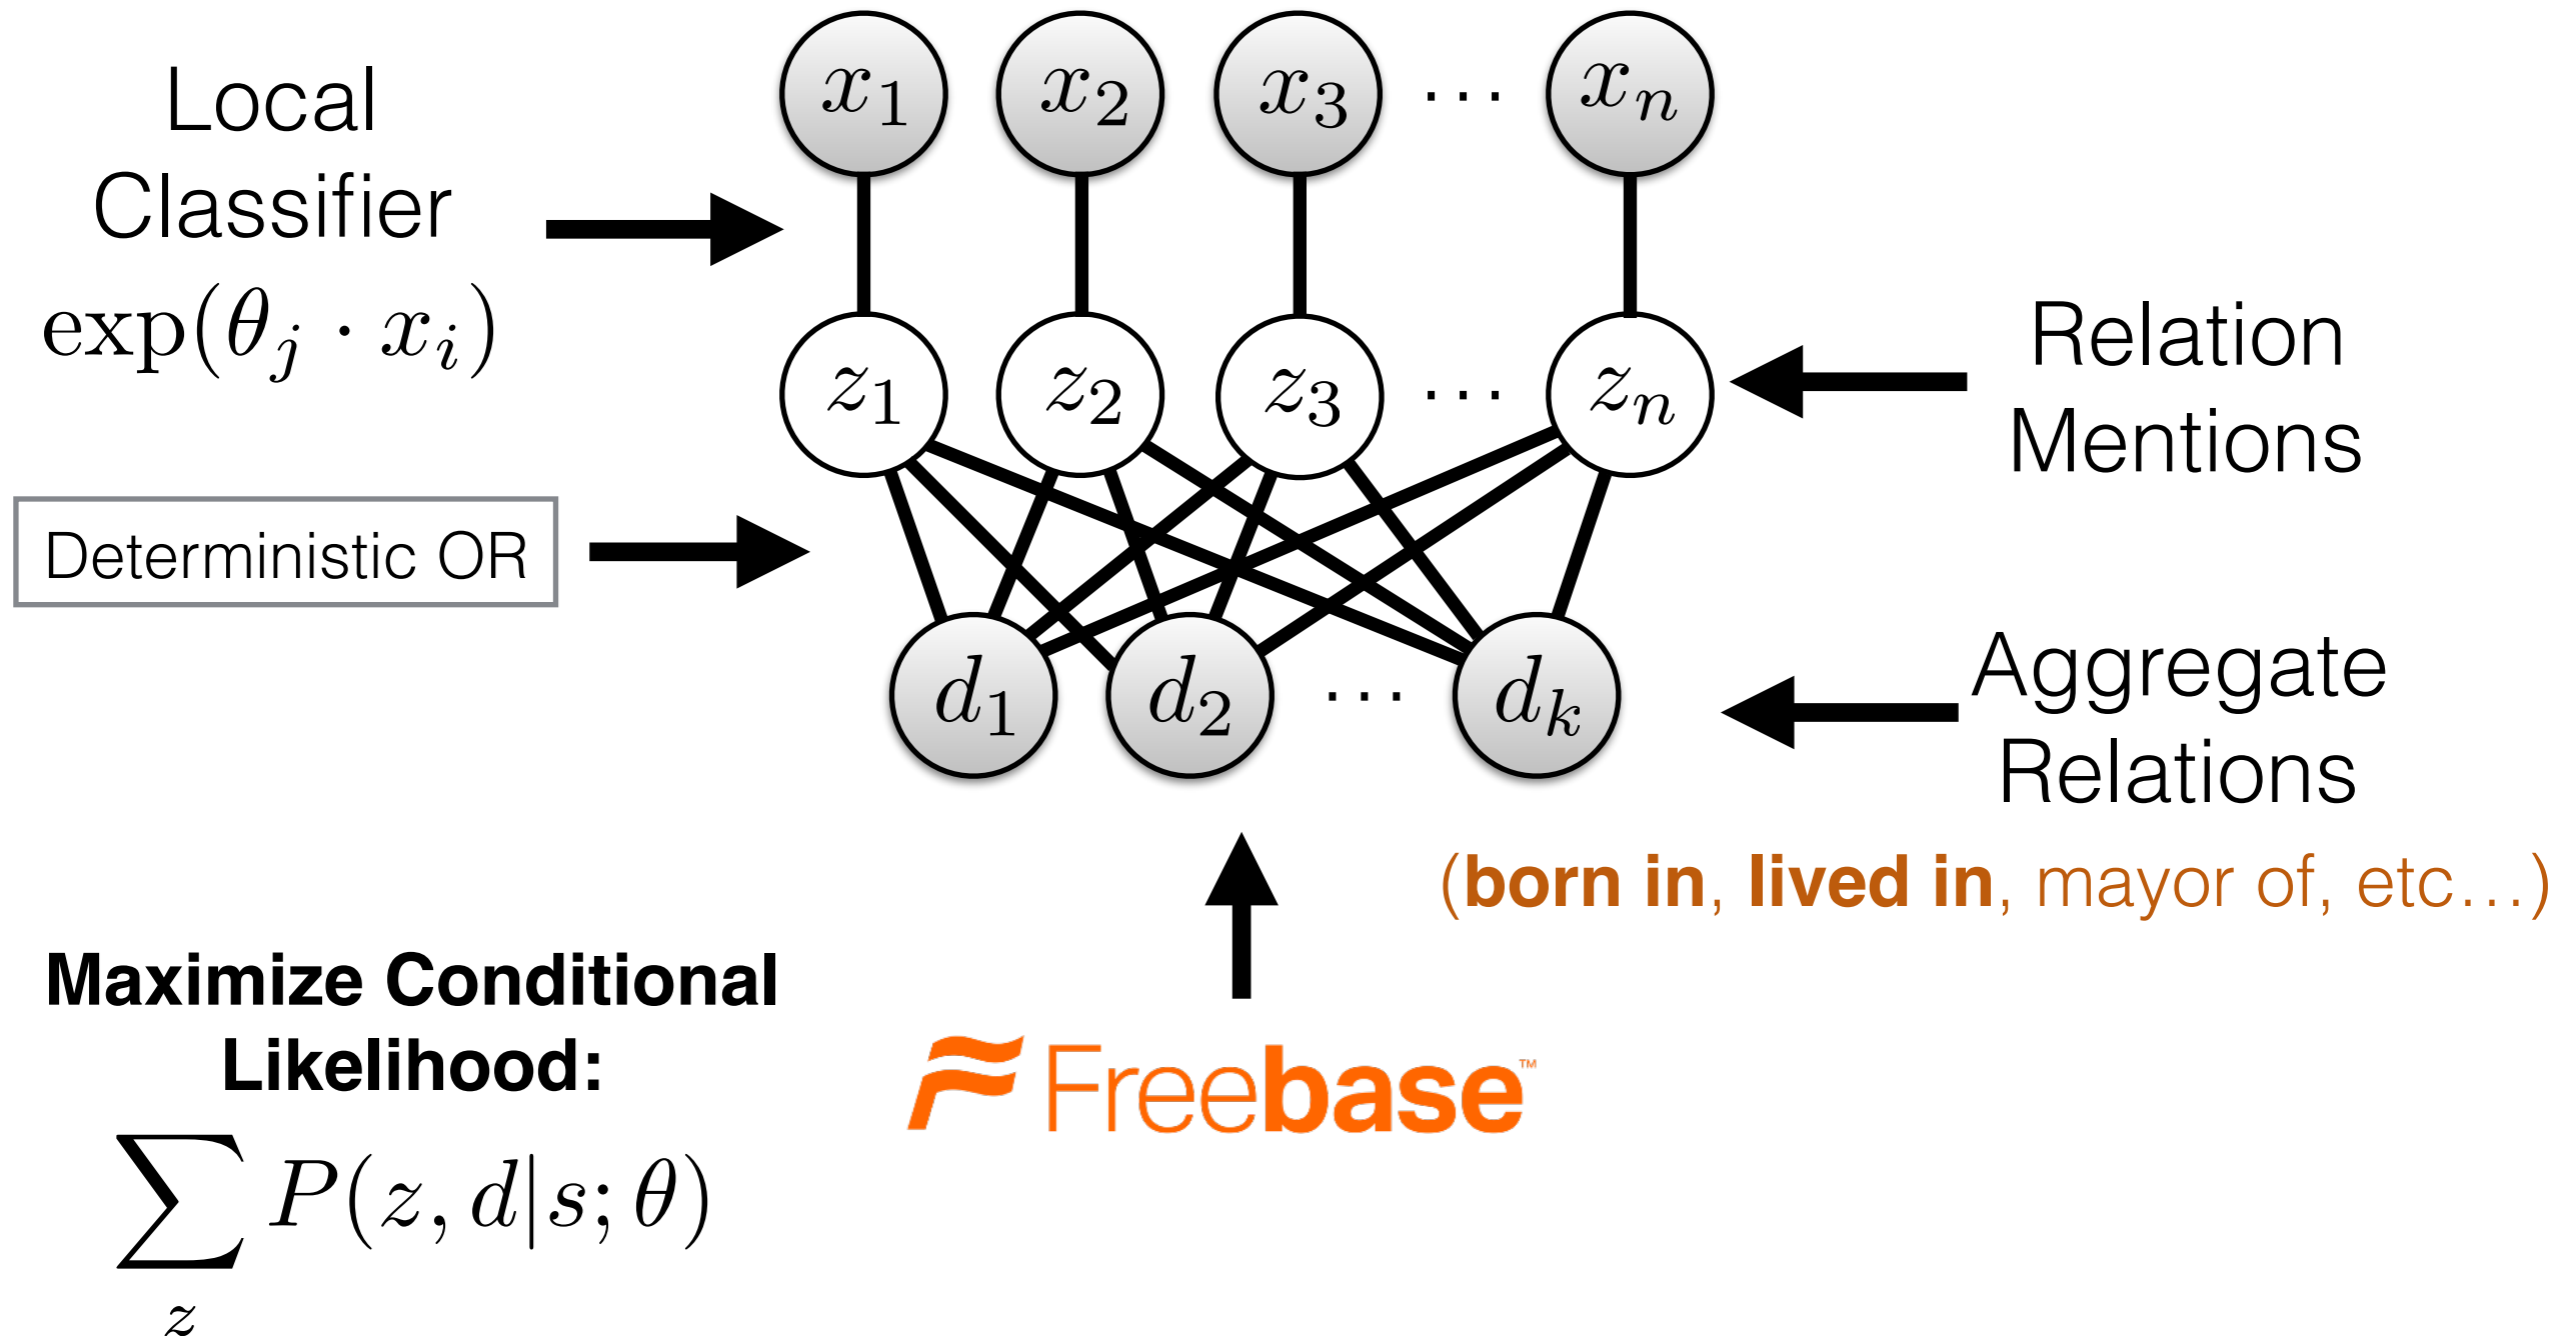 Local
Classifier
exp(θ_j · x_i)
Deterministic OR
x_1 x_2 x_3 ... x_n
z_1 z_2 z_3 ... z_n
d_1 d_2 ... d_k
Relation
Mentions
Aggregate
Relations
(born in, lived in, mayor of, etc...)
Maximize Conditional
Likelihood:
∑ P(z, d|s; θ)
z
Freebase™